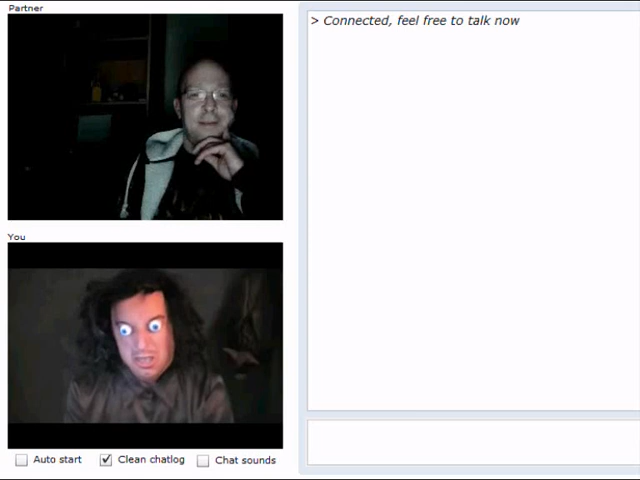 Partner
> Connected, feel free to talk now
You
Auto start
Clean chatlog
Chat sounds